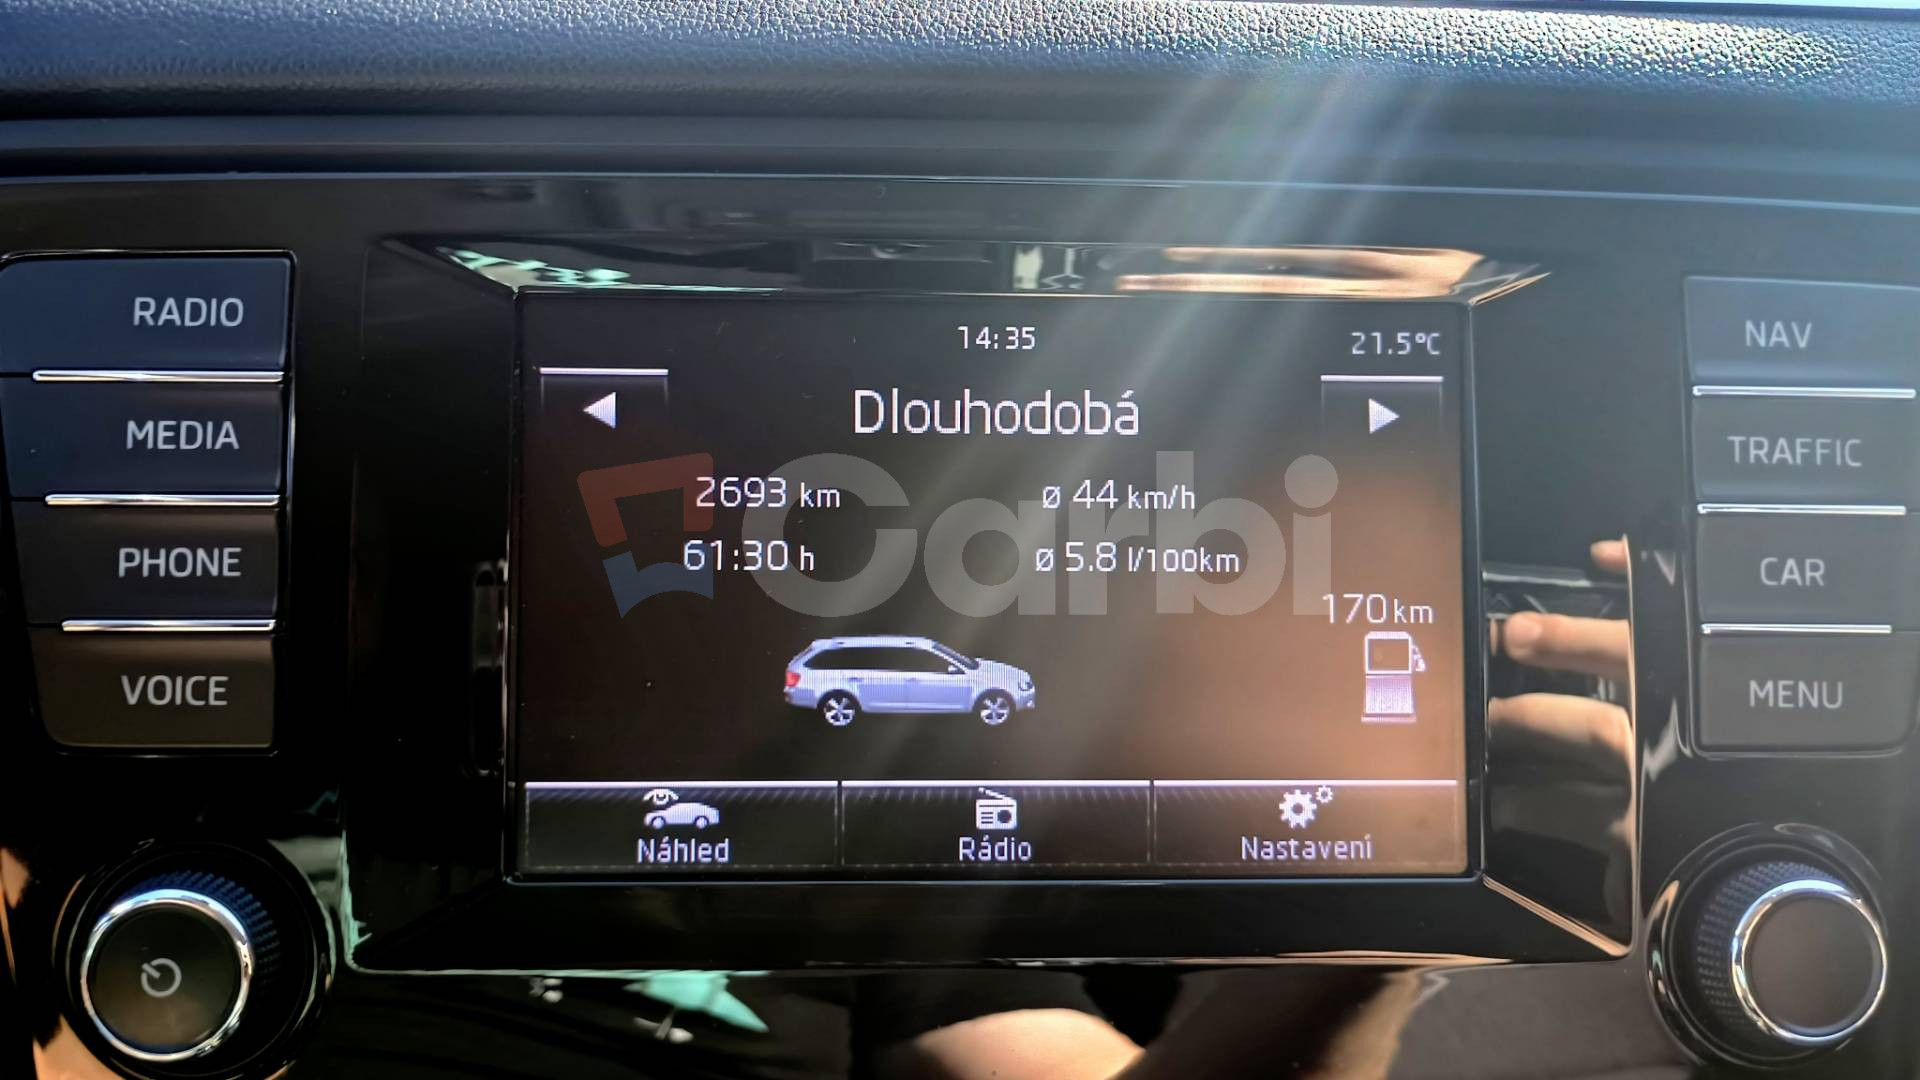 RADIO
MEDIA
PHONE
VOICE
14:35
21.5°C
Dlouhodobá
2693 km
ø 44 km/h
61:30 h
ø 5.8 l/100km
170 km
Náhled
Rádio
Nastavení
NAV
TRAFFIC
CAR
MENU
Carbi